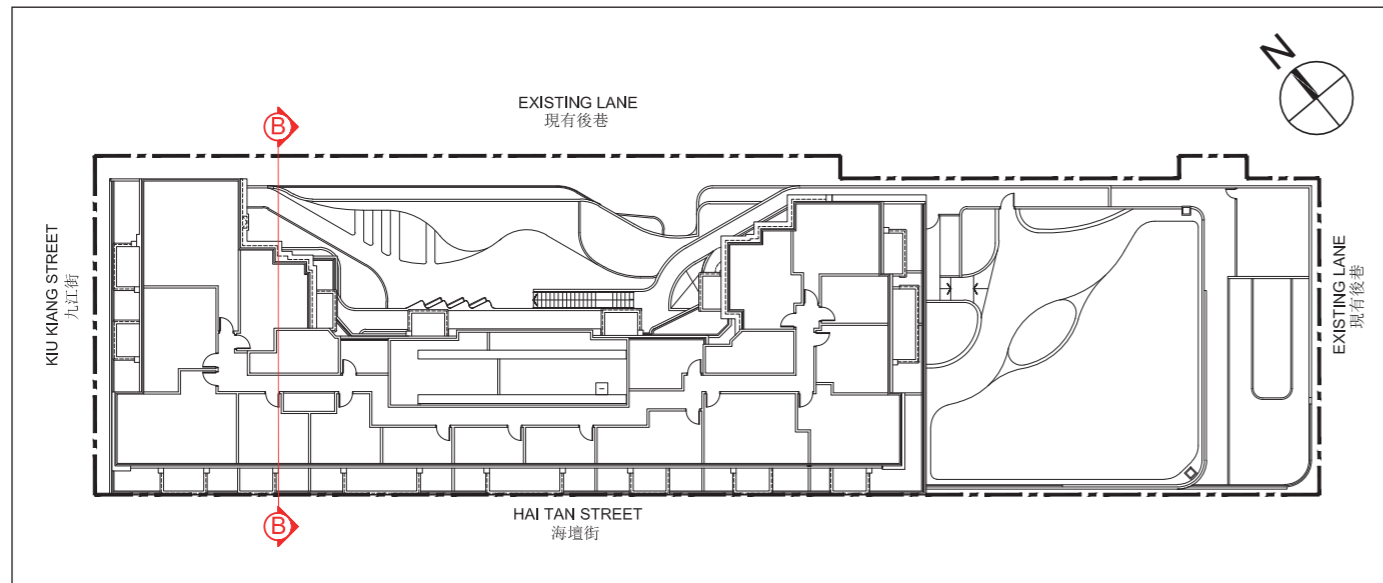 N
EXISTING LANE
現有後巷
B
KIU KIANG STREET
九江街
EXISTING LANE
現有後巷
B
HAI TAN STREET
海壇街